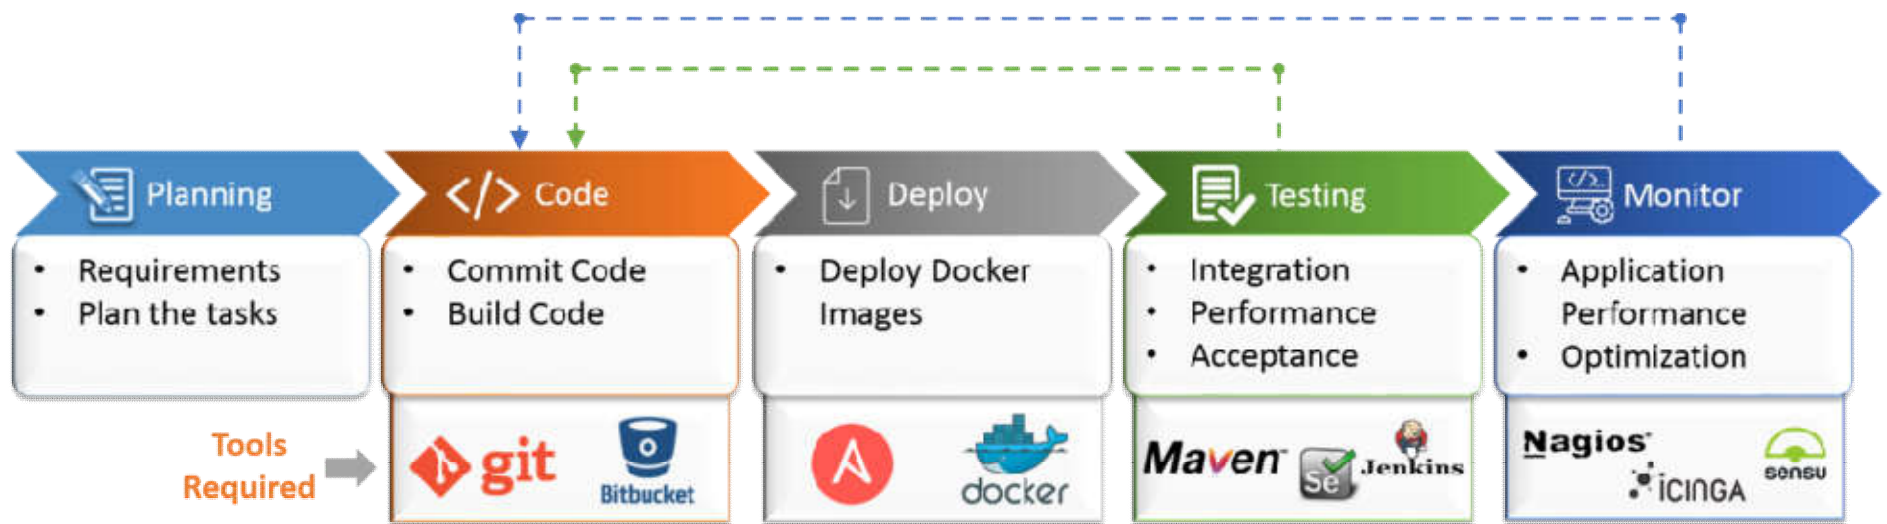 </> Code
Planning
Deploy
Testing
</> Monitor
• Requirements
• Plan the tasks
• Commit Code
• Build Code
• Deploy Docker
Images
• Integration
• Performance
• Acceptance
• Application
Performance
• Optimization
Tools
Required
git
Bitbucket
A
docker
Maven
Se
Jenkins
Nagios
iCINGA
sensu